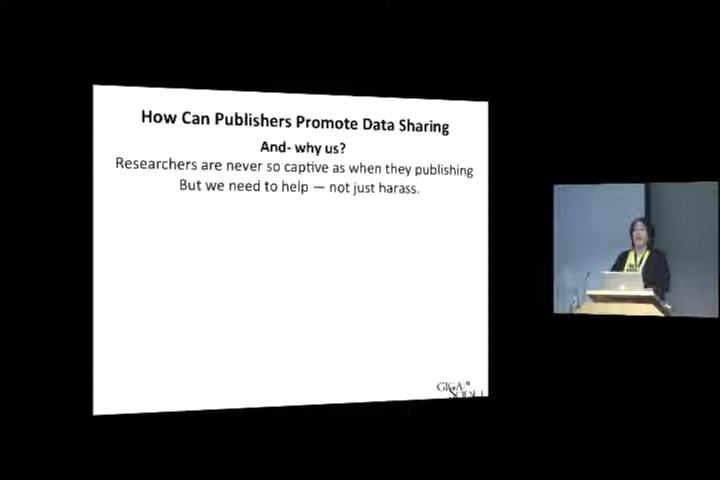 How Can Publishers Promote Data Sharing
And- why us?
Researchers are never so captive as when they publishing
But we need to help — not just harass.
GIGA